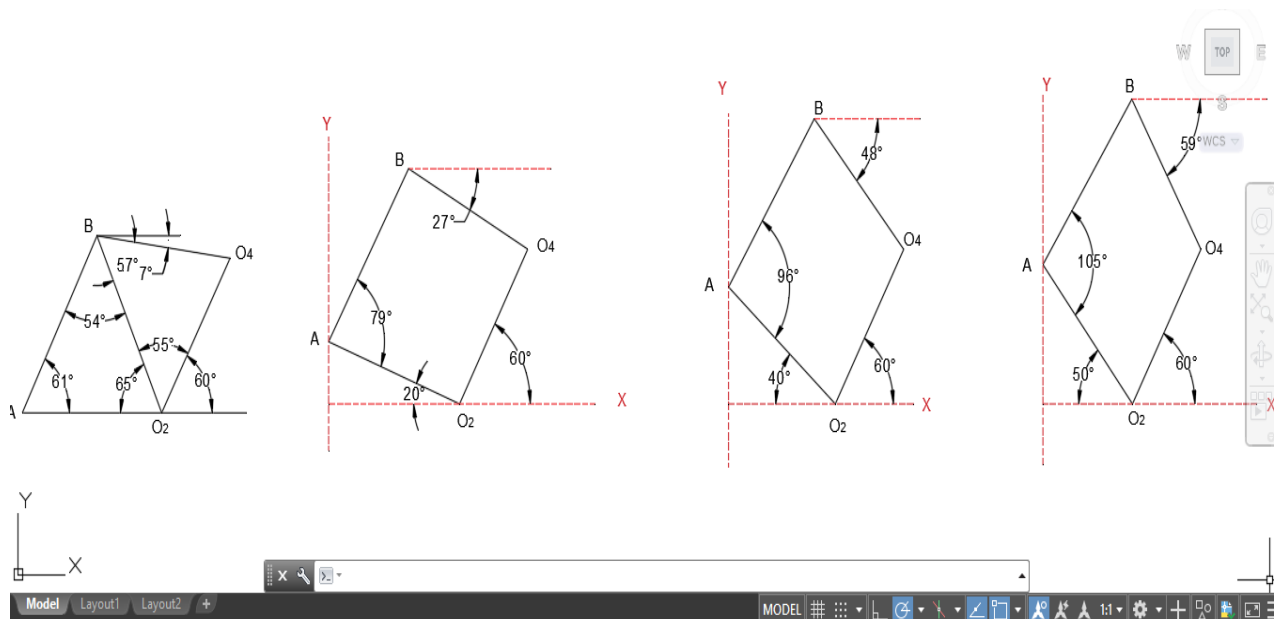 B
O4
57°
7°
54°
55°
61°
65°
60°
A
O2
Y
B
27°
O4
79°
A
60°
20°
X
O2
Y
B
48°
O4
96°
A
40°
60°
X
O2
Y
B
59°
O4
105°
A
50°
60°
X
O2
W
TOP
E
S
WCS
Y
X
Model Layout1 Layout2 +
MODEL 1:1